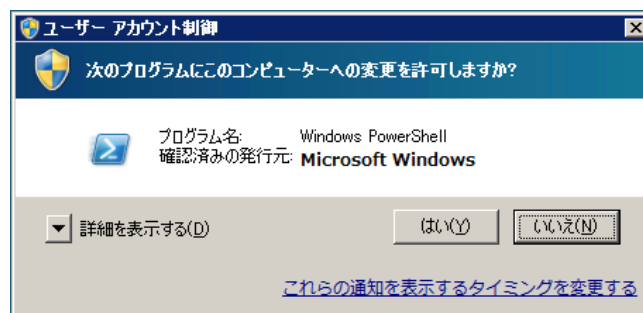 ユーザー アカウント制御
次のプログラムにこのコンピューターへの変更を許可しますか?
プログラム名: Windows PowerShell
確認済みの発行元: Microsoft Windows
詳細を表示する(D) はい(Y) いいえ(N)
これらの通知を表示するタイミングを変更する